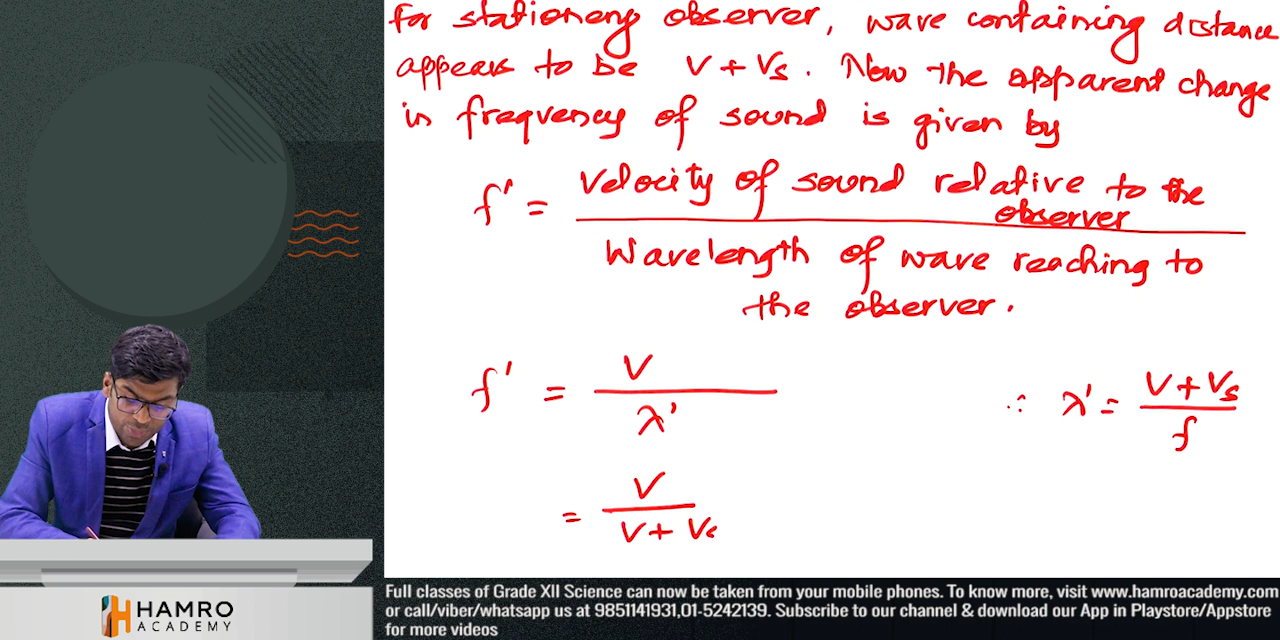 For stationery observer, wave containing distance
appears to be V + Vs. Now the apparent change
in frequency of sound is given by
f' = Velocity of sound relative to the observer
Wavelength of wave reaching to
the observer.
f' = V / λ'
∴ λ' = V + Vs / f
= V / V + Vs
HAMRO
ACADEMY
Full classes of Grade XII Science can now be taken from your mobile phones. To know more, visit www.hamroacademy.com
or call/viber/whatsapp us at 9851141931,01-5242139. Subscribe to our channel & download our App in Playstore/Appstore
for more videos